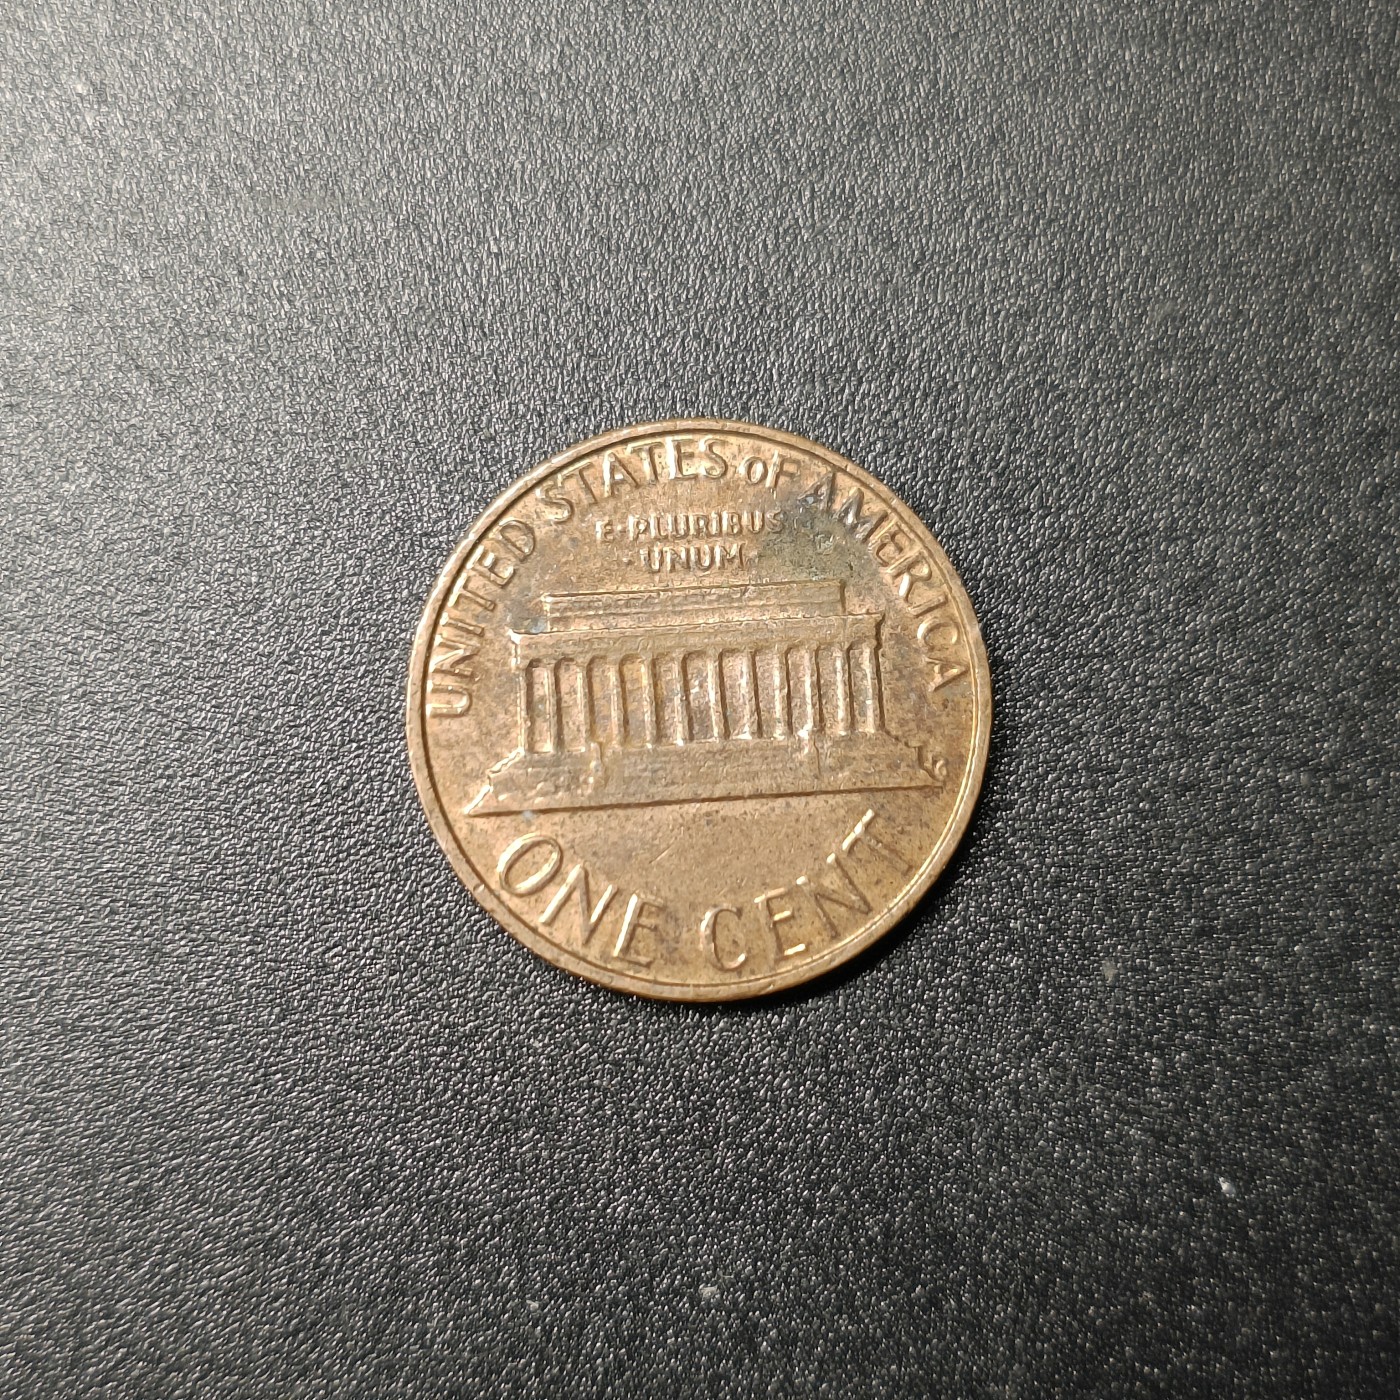 UNITED STATES oF AMERICA
E·PLURIBUS
·UNUM·
ONE CENT